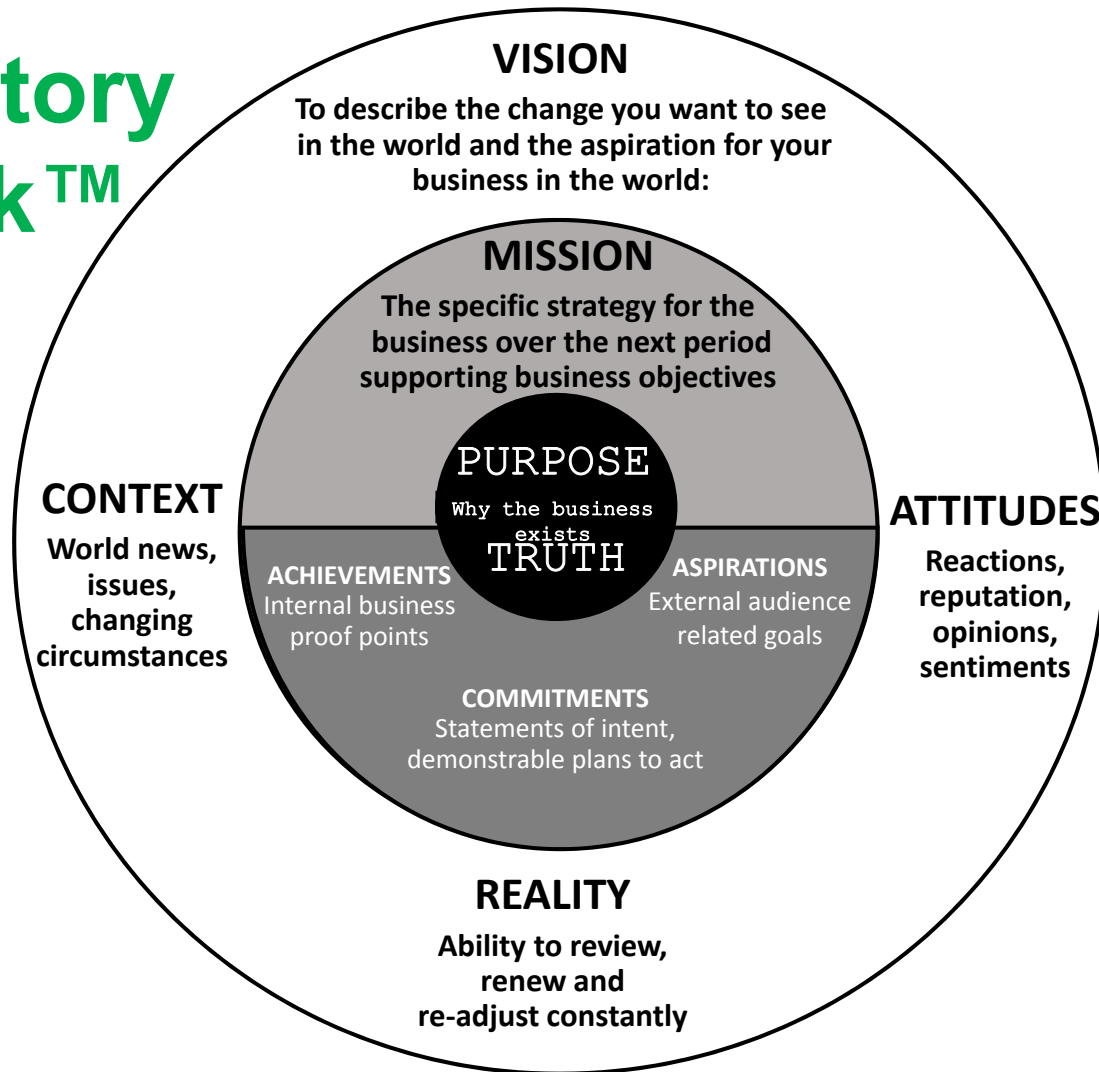 tory
k™
VISION
To describe the change you want to see
in the world and the aspiration for your
business in the world:
MISSION
The specific strategy for the
business over the next period
supporting business objectives
PURPOSE
Why the business
exists
TRUTH
CONTEXT
World news,
issues,
changing
circumstances
ATTITUDES
Reactions,
reputation,
opinions,
sentiments
ACHIEVEMENTS
Internal business
proof points
ASPIRATIONS
External audience
related goals
COMMITMENTS
Statements of intent,
demonstrable plans to act
REALITY
Ability to review,
renew and
re-adjust constantly